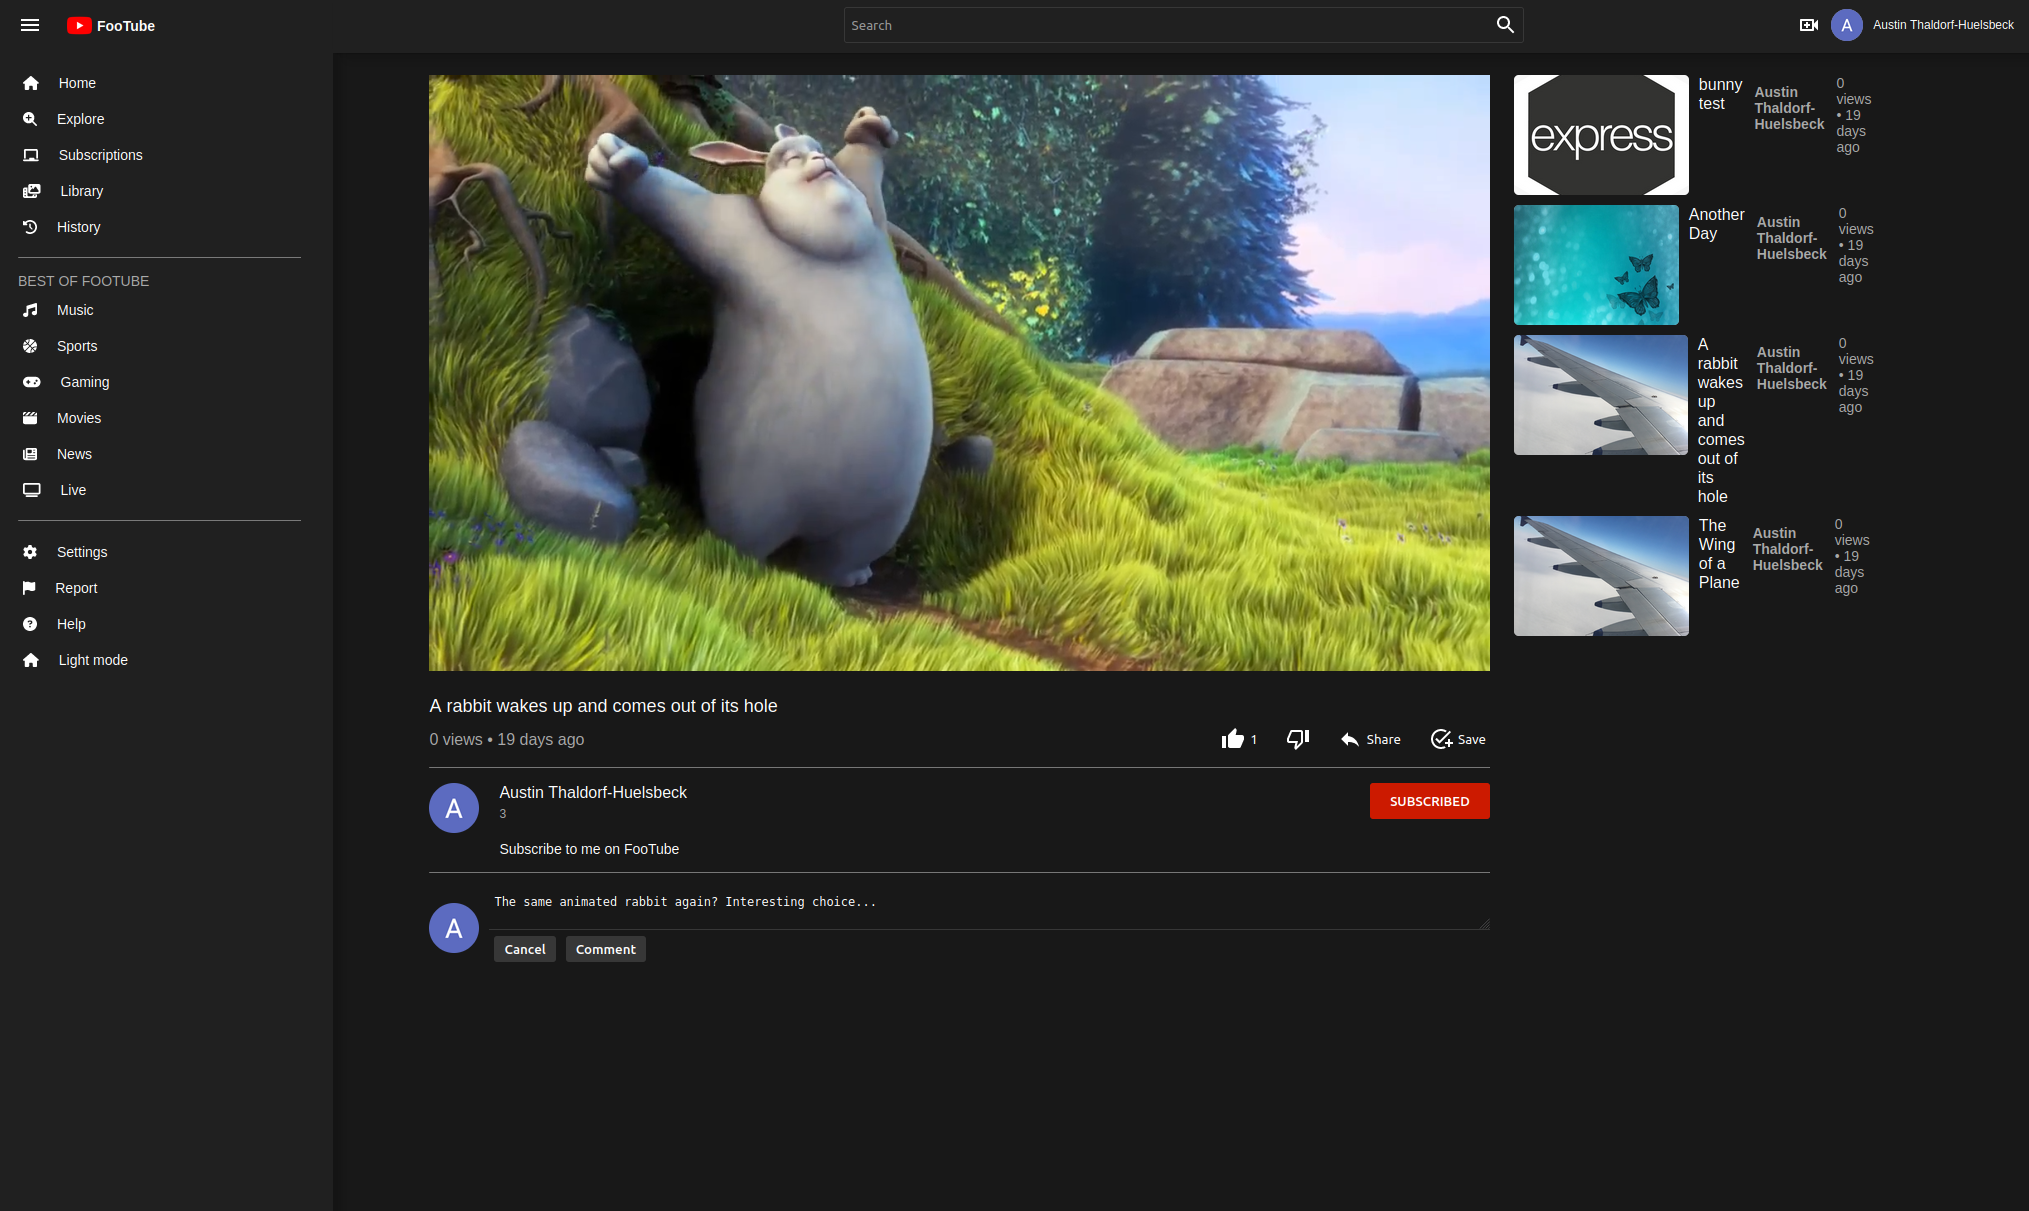 FooTube
Search
A
Austin Thaldorf-Huelsbeck
Home
Explore
Subscriptions
Library
History
BEST OF FOOTUBE
Music
Sports
Gaming
Movies
News
Live
Settings
Report
Help
Light mode
A rabbit wakes up and comes out of its hole
0 views • 19 days ago
1
Share
Save
A
Austin Thaldorf-Huelsbeck
3
SUBSCRIBED
Subscribe to me on FooTube
A
The same animated rabbit again? Interesting choice...
Cancel
Comment
express
bunny
test
Austin
Thaldorf-
Huelsbeck
0
views
• 19
days
ago
Another
Day
Austin
Thaldorf-
Huelsbeck
0
views
• 19
days
ago
A
rabbit
wakes
up
and
comes
out of
its
hole
Austin
Thaldorf-
Huelsbeck
0
views
• 19
days
ago
The
Wing
of a
Plane
Austin
Thaldorf-
Huelsbeck
0
views
• 19
days
ago